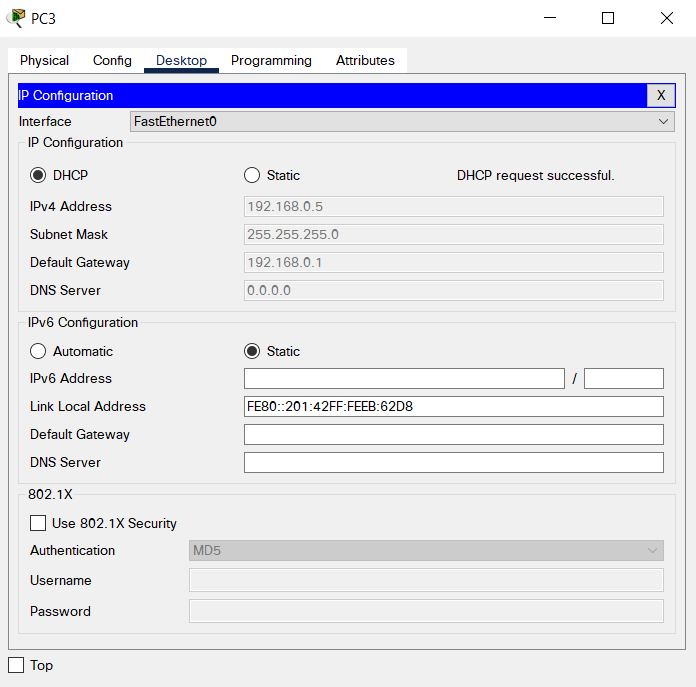 PC3
Physical Config Desktop Programming Attributes
IP Configuration X
Interface FastEthernet0
IP Configuration
DHCP Static DHCP request successful.
IPv4 Address 192.168.0.5
Subnet Mask 255.255.255.0
Default Gateway 192.168.0.1
DNS Server 0.0.0.0
IPv6 Configuration
Automatic Static
IPv6 Address /
Link Local Address FE80::201:42FF:FEEB:62D8
Default Gateway
DNS Server
802.1X
Use 802.1X Security
Authentication MD5
Username
Password
Top